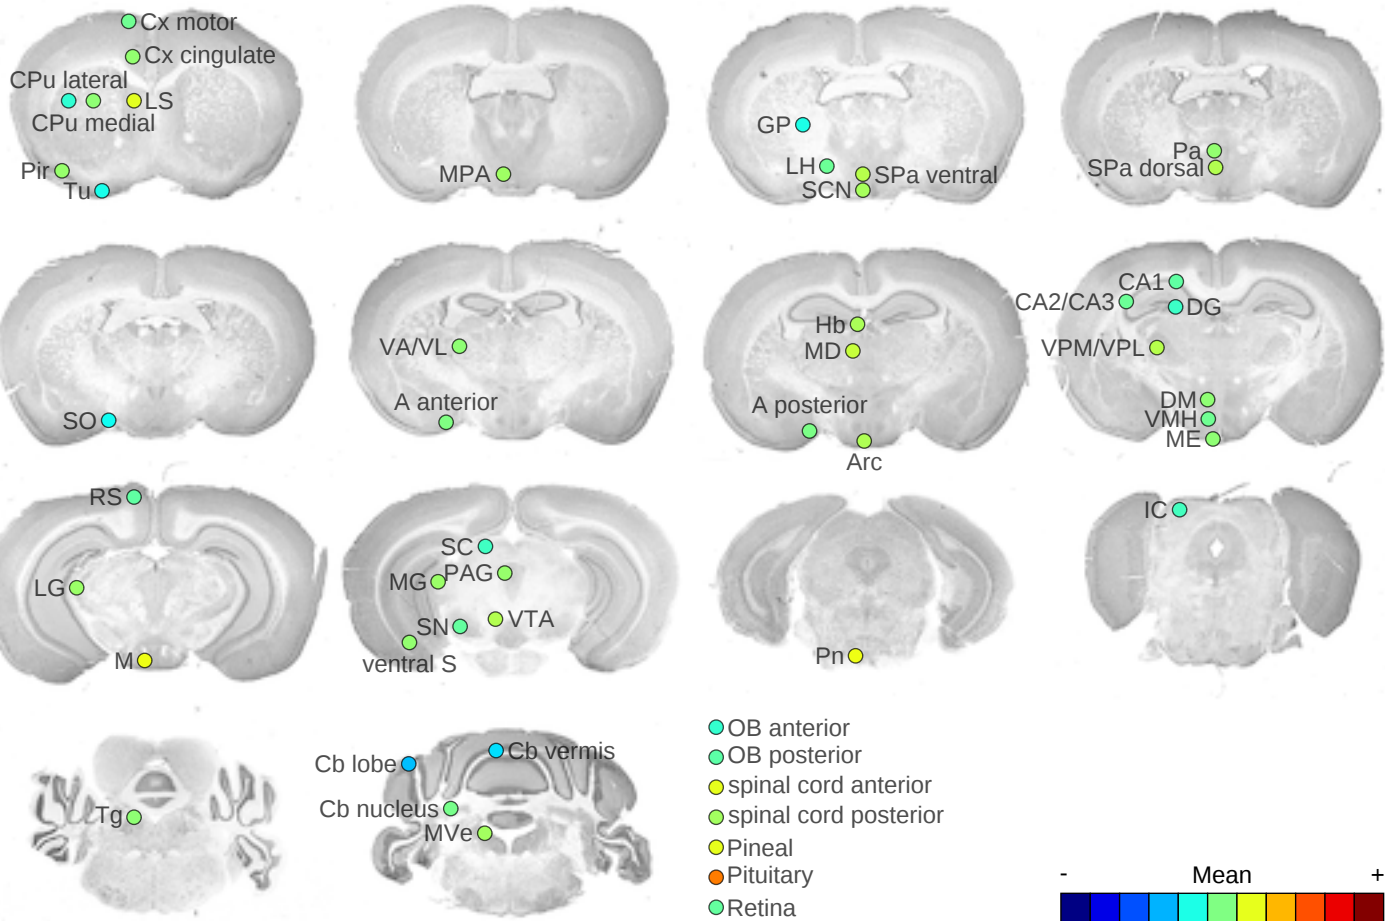 Cx motor
Cx cingulate
CPu lateral
LS
CPu medial
Pir
Tu
MPA
GP
LH
SPa ventral
SCN
Pa
SPa dorsal
SO
VA/VL
A anterior
Hb
MD
A posterior
Arc
CA1
CA2/CA3
DG
VPM/VPL
DM
VMH
ME
RS
LG
M
SC
MG
PAG
SN
VTA
ventral S
Pn
IC
Tg
Cb lobe
Cb vermis
Cb nucleus
MVe
OB anterior
OB posterior
spinal cord anterior
spinal cord posterior
Pineal
Pituitary
Retina
- Mean +